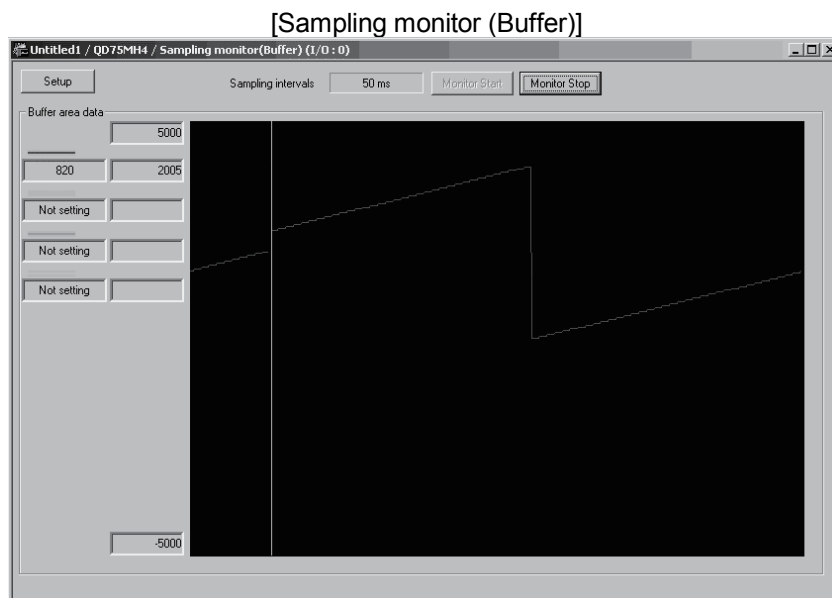 [Sampling monitor (Buffer)]
Untitled1 / QD75MH4 / Sampling monitor(Buffer) (I/O : 0)
Setup Sampling intervals 50 ms Monitor Start Monitor Stop
Buffer area data
5000
820 2005
Not setting
Not setting
Not setting
-5000